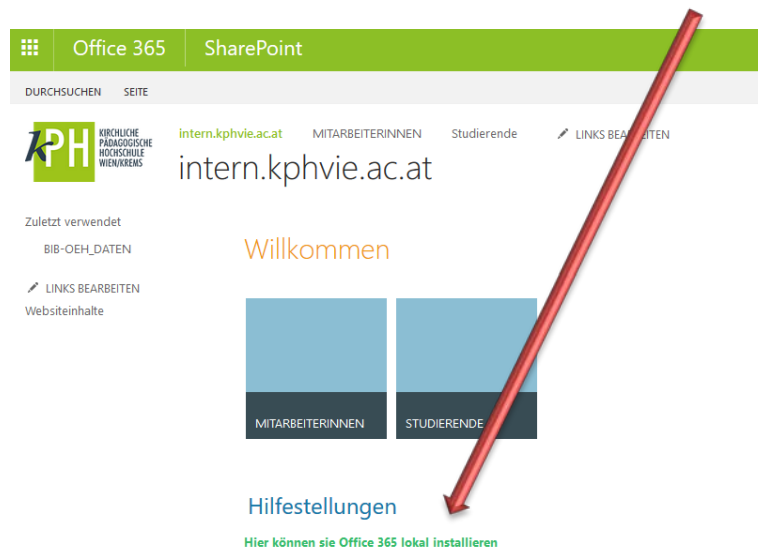 Office 365 SharePoint
DURCHSUCHEN SEITE
kPH KIRCHLICHE
PÄDAGOGISCHE
HOCHSCHULE
WIEN/KREMS
intern.kphvie.ac.at MITARBEITERINNEN Studierende LINKS BEARBEITEN
intern.kphvie.ac.at
Zuletzt verwendet
BIB-OEH_DATEN
LINKS BEARBEITEN
Websiteinhalte
Willkommen
MITARBEITERINNEN STUDIERENDE
Hilfestellungen
Hier können sie Office 365 lokal installieren